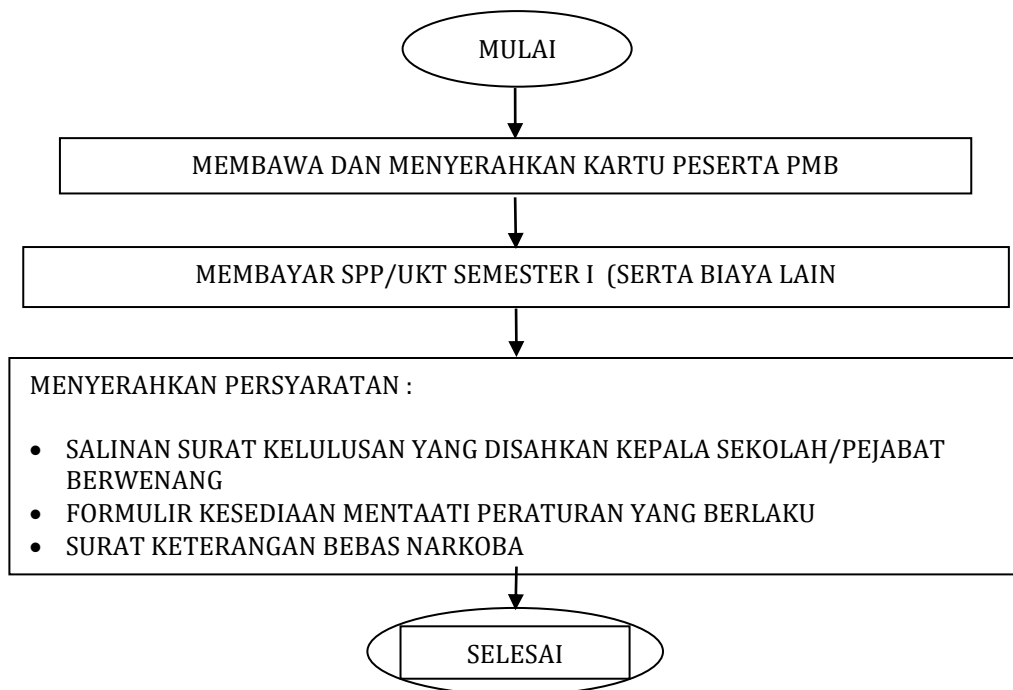 MULAI
MEMBAWA DAN MENYERAHKAN KARTU PESERTA PMB
MEMBAYAR SPP/UKT SEMESTER I (SERTA BIAYA LAIN
MENYERAHKAN PERSYARATAN :
• SALINAN SURAT KELULUSAN YANG DISAHKAN KEPALA SEKOLAH/PEJABAT
BERWENANG
• FORMULIR KESEDIAAN MENTAATI PERATURAN YANG BERLAKU
• SURAT KETERANGAN BEBAS NARKOBA
SELESAI